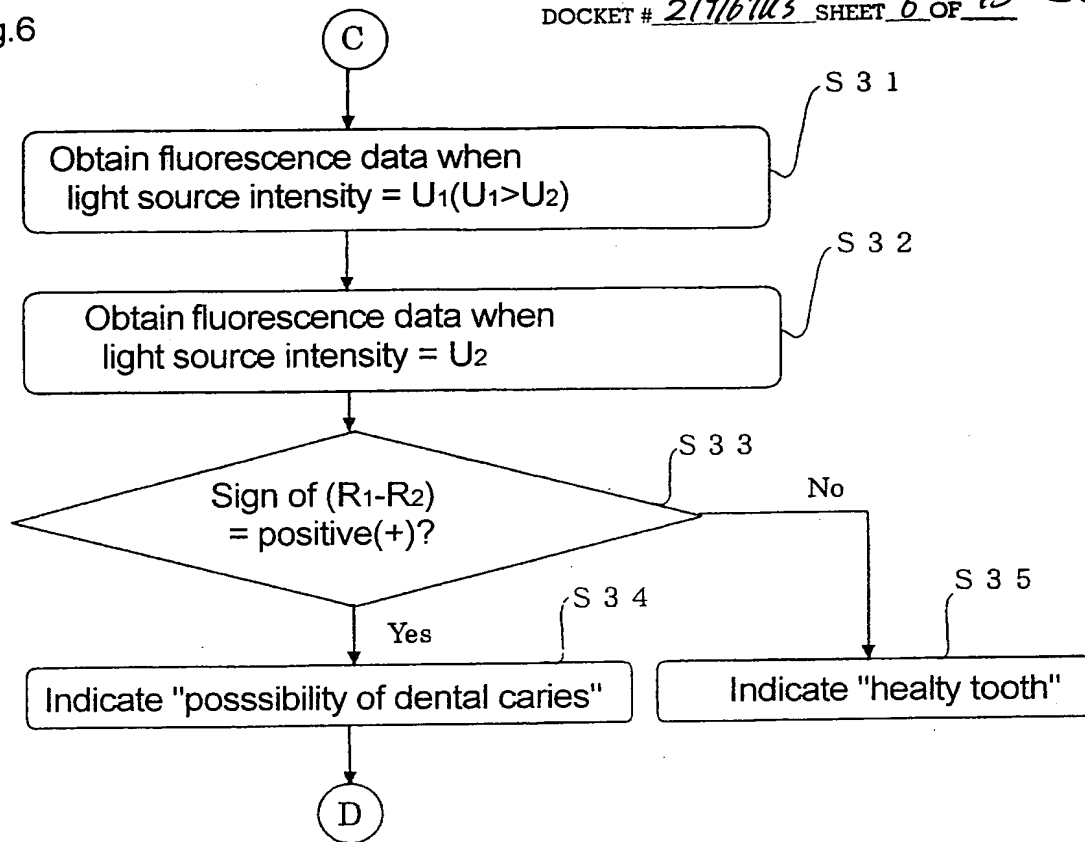 DOCKET # SHEET 6 OF
g.6
C
S 3 1
Obtain fluorescence data when
light source intensity = U1(U1>U2)
S 3 2
Obtain fluorescence data when
light source intensity = U2
S 3 3
Sign of (R1-R2)
= positive(+)?
No
S 3 5
S 3 4
Yes
Indicate "posssibility of dental caries"
Indicate "healty tooth"
D